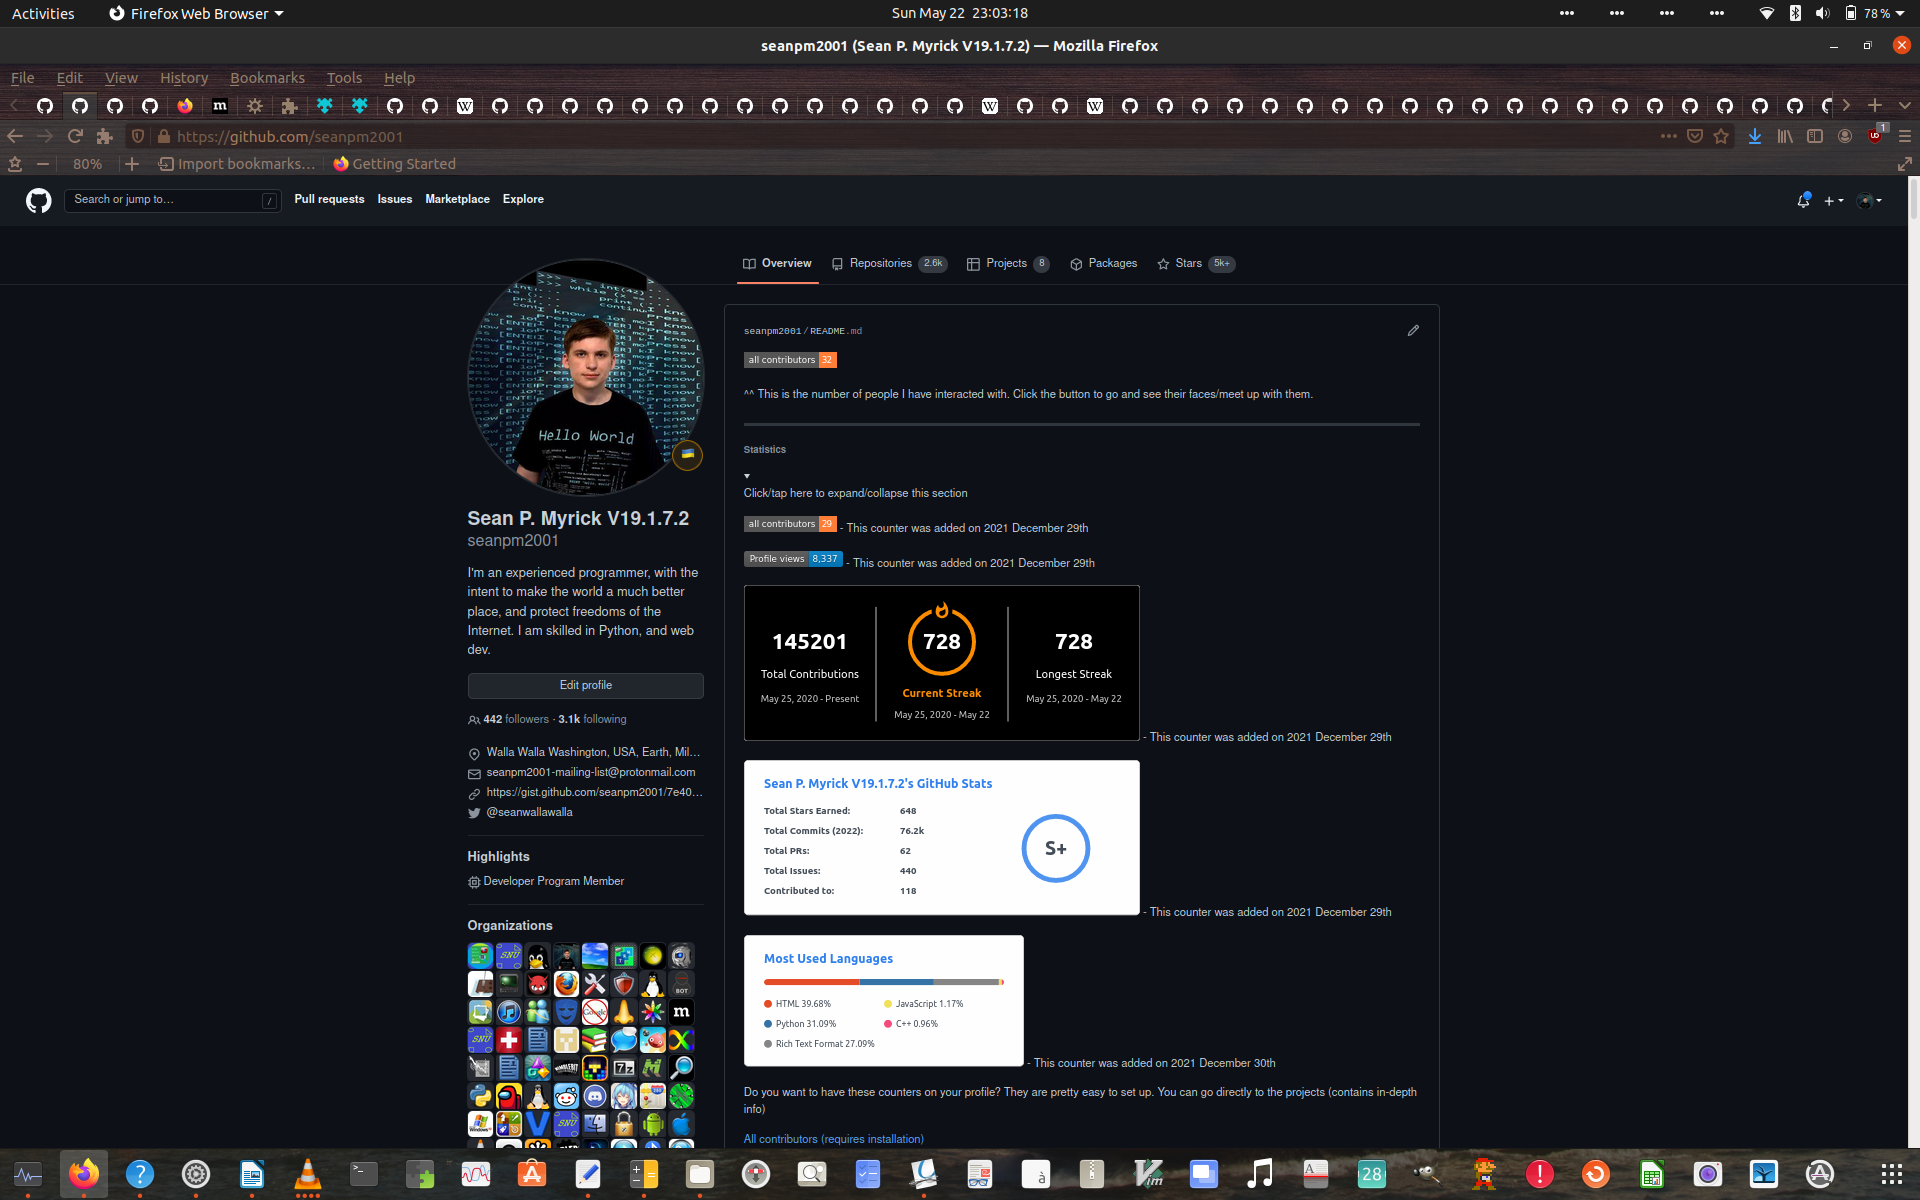 Activities
Firefox Web Browser
Sun May 22 23:03:18
78 %
seanpm2001 (Sean P. Myrick V19.1.7.2) — Mozilla Firefox
File Edit View History Bookmarks Tools Help
https://github.com/seanpm2001
1
80%
Import bookmarks...
Getting Started
Search or jump to...
/
Pull requests Issues Marketplace Explore
Overview
Repositories 2.6k
Projects 8
Packages
Stars 5k+
Hello World
Sean P. Myrick V19.1.7.2
seanpm2001
I'm an experienced programmer, with the
intent to make the world a much better
place, and protect freedoms of the
Internet. I am skilled in Python, and web
dev.
Edit profile
442 followers · 3.1k following
Walla Walla Washington, USA, Earth, Mil...
seanpm2001-mailing-list@protonmail.com
https://gist.github.com/seanpm2001/7e40...
@seanwallawalla
Highlights
Developer Program Member
Organizations
seanpm2001/README.md
all contributors 32
^^ This is the number of people I have interacted with. Click the button to go and see their faces/meet up with them.
Statistics
Click/tap here to expand/collapse this section
all contributors 29 - This counter was added on 2021 December 29th
Profile views 8,337 - This counter was added on 2021 December 29th
145201
Total Contributions
May 25, 2020 - Present
728
Current Streak
May 25, 2020 - May 22
728
Longest Streak
May 25, 2020 - May 22
- This counter was added on 2021 December 29th
Sean P. Myrick V19.1.7.2's GitHub Stats
Total Stars Earned: 648
Total Commits (2022): 76.2k
Total PRs: 62
Total Issues: 440
Contributed to: 118
S+
- This counter was added on 2021 December 29th
Most Used Languages
HTML 39.68%
JavaScript 1.17%
Python 31.09%
C++ 0.96%
Rich Text Format 27.09%
- This counter was added on 2021 December 30th
Do you want to have these counters on your profile? They are pretty easy to set up. You can go directly to the projects (contains in-depth
info)
All contributors (requires installation)
28